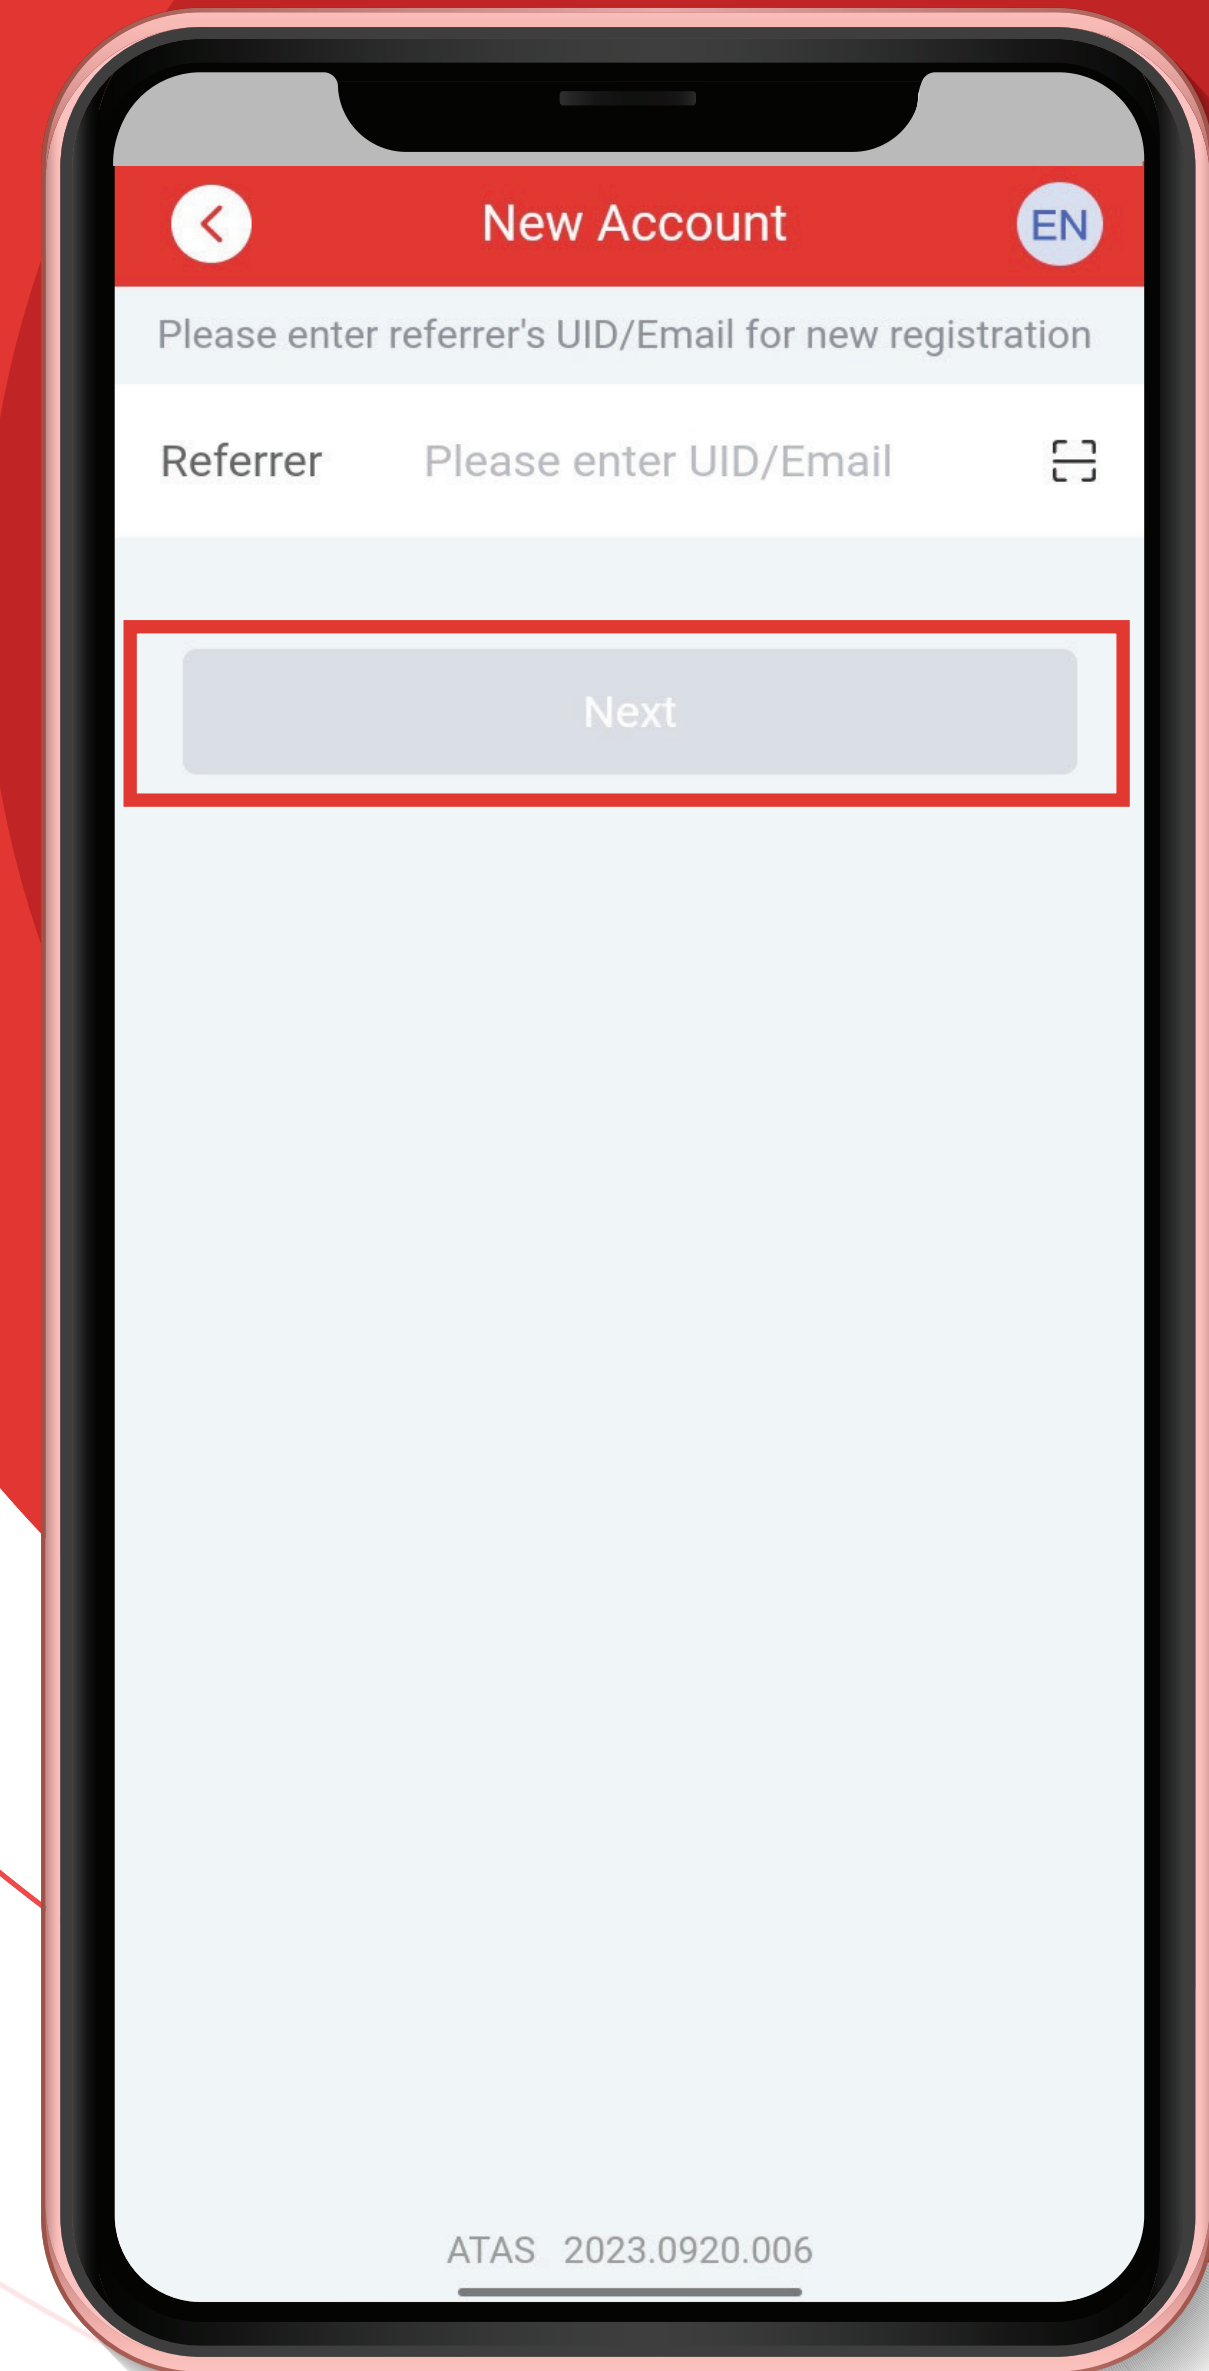 New Account
EN
Please enter referrer's UID/Email for new registration
Referrer Please enter UID/Email
Next
ATAS 2023.0920.006